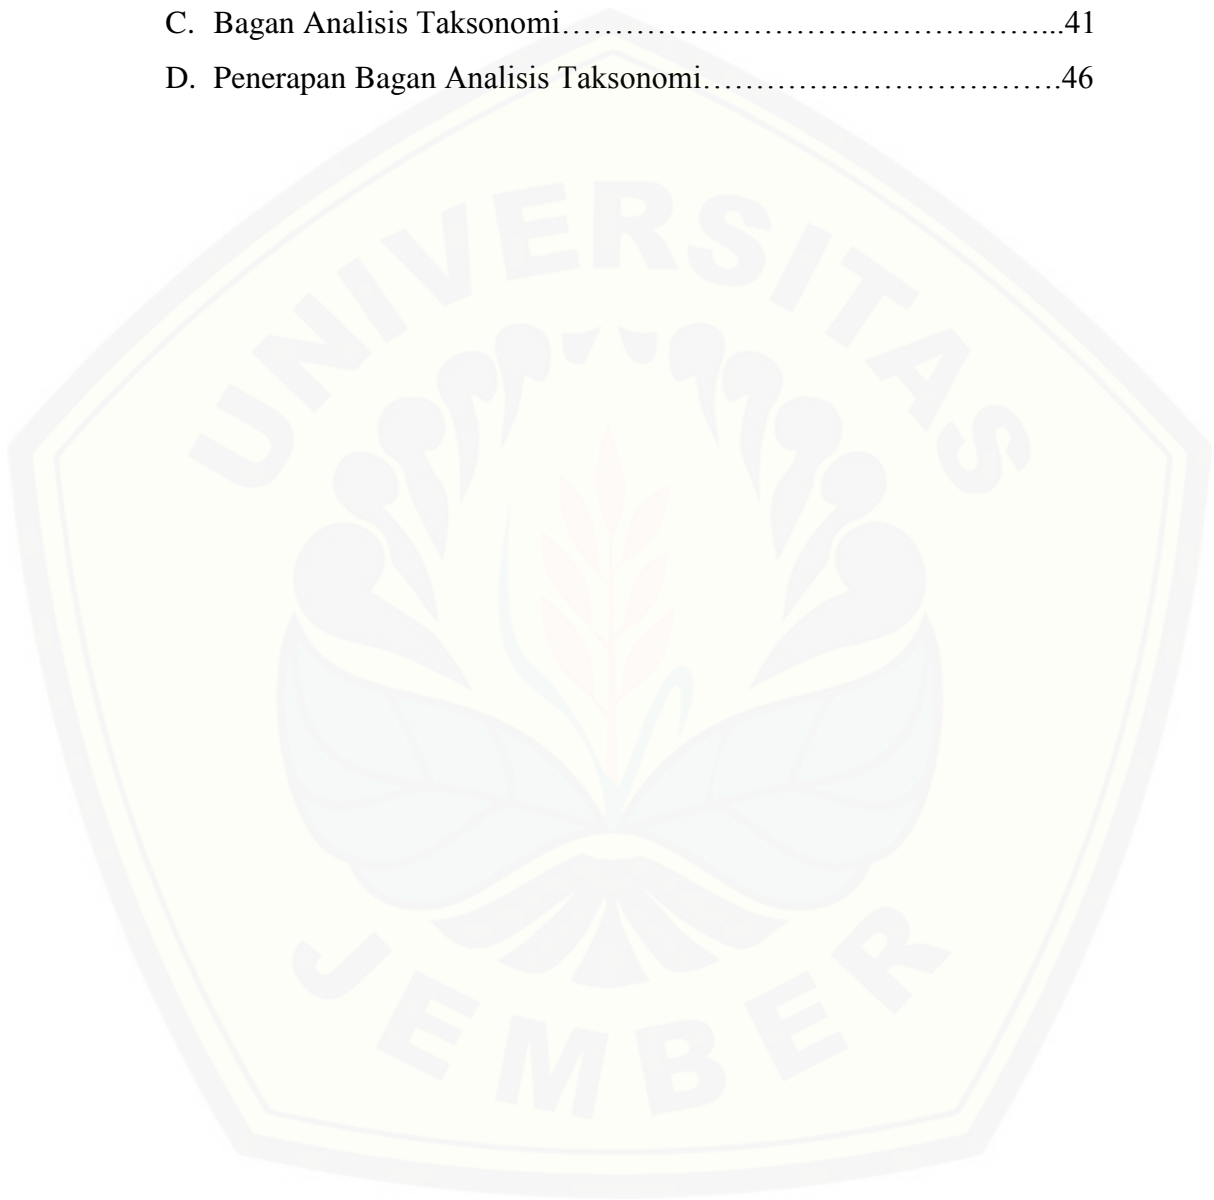 C. Bagan Analisis Taksonomi…………………………………………...41
D. Penerapan Bagan Analisis Taksonomi…………………………….46
UNIVERSITAS
JEMBER